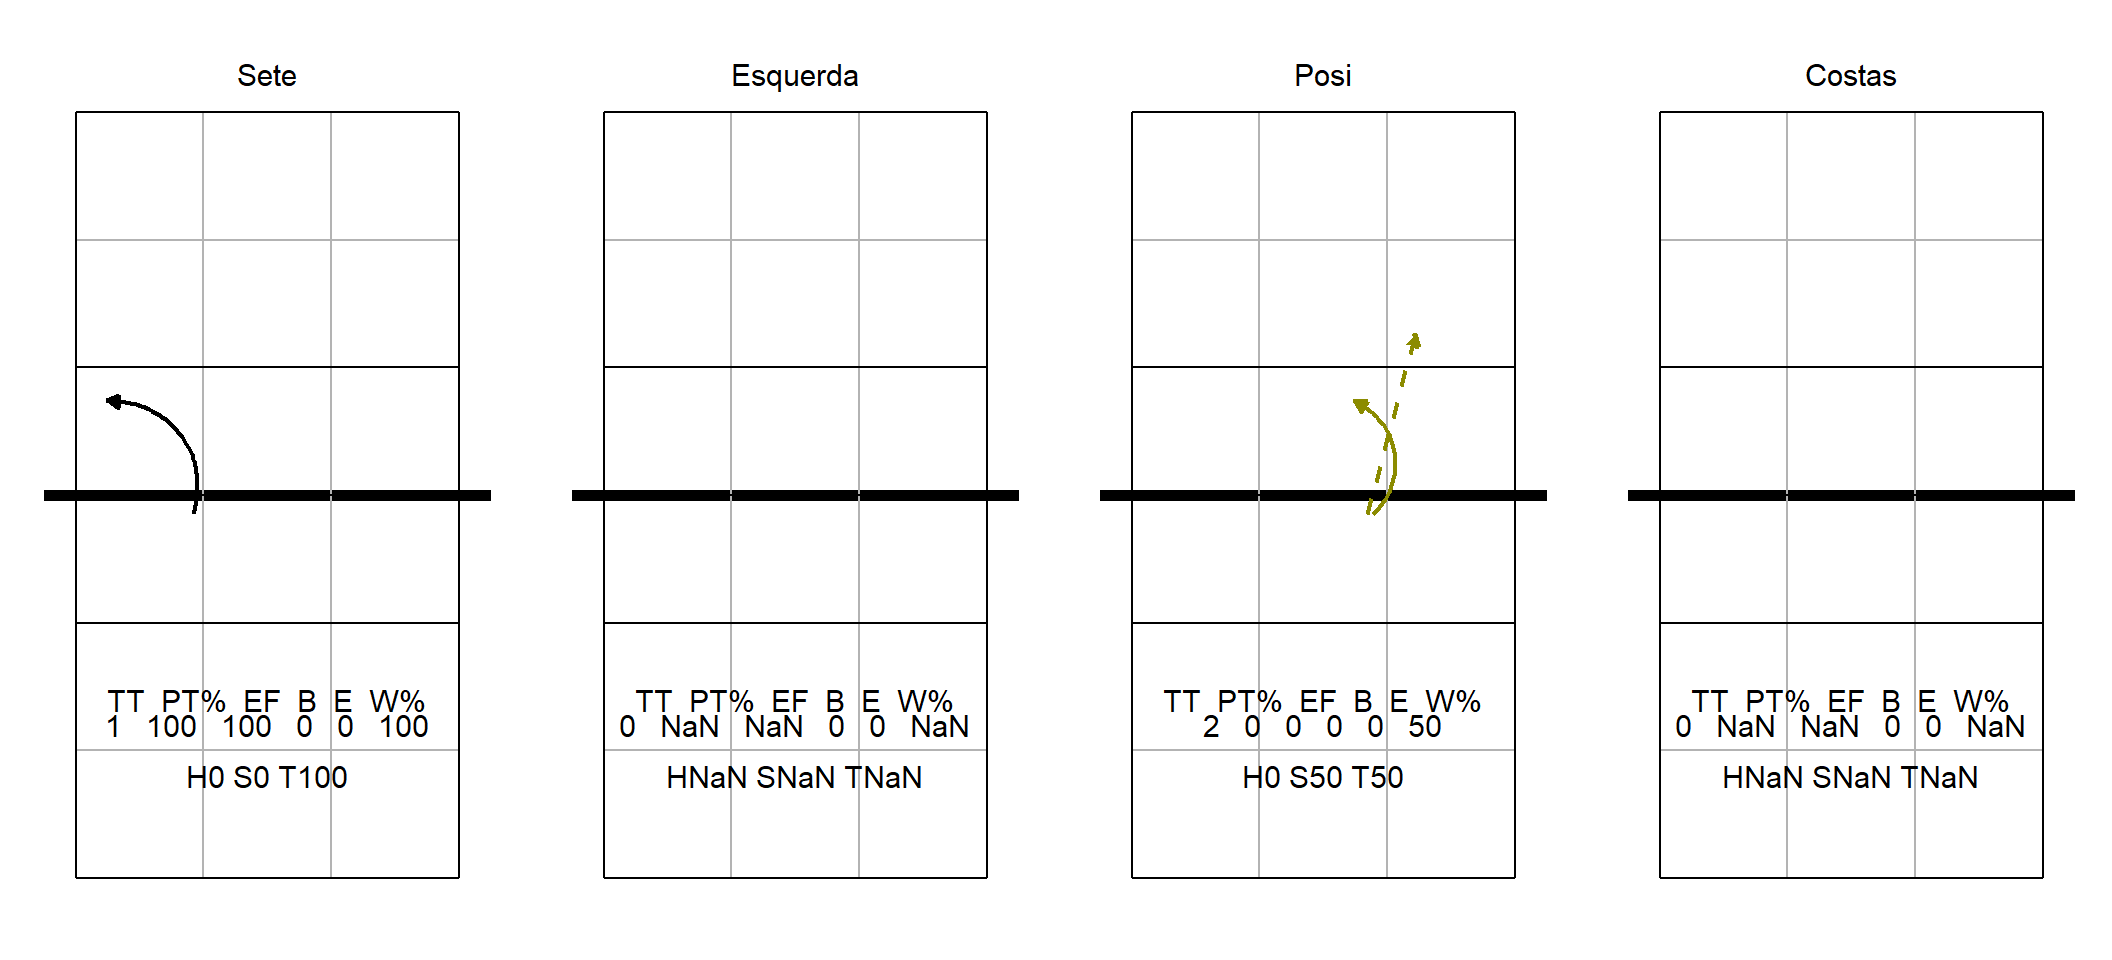 Sete
TT PT% EF B E W%
1 100 100 0 0 100
H0 S0 T100
Esquerda
TT PT% EF B E W%
0 NaN NaN 0 0 NaN
HNaN SNaN TNaN
Posi
TT PT% EF B E W%
2 0 0 0 0 50
H0 S50 T50
Costas
TT PT% EF B E W%
0 NaN NaN 0 0 NaN
HNaN SNaN TNaN